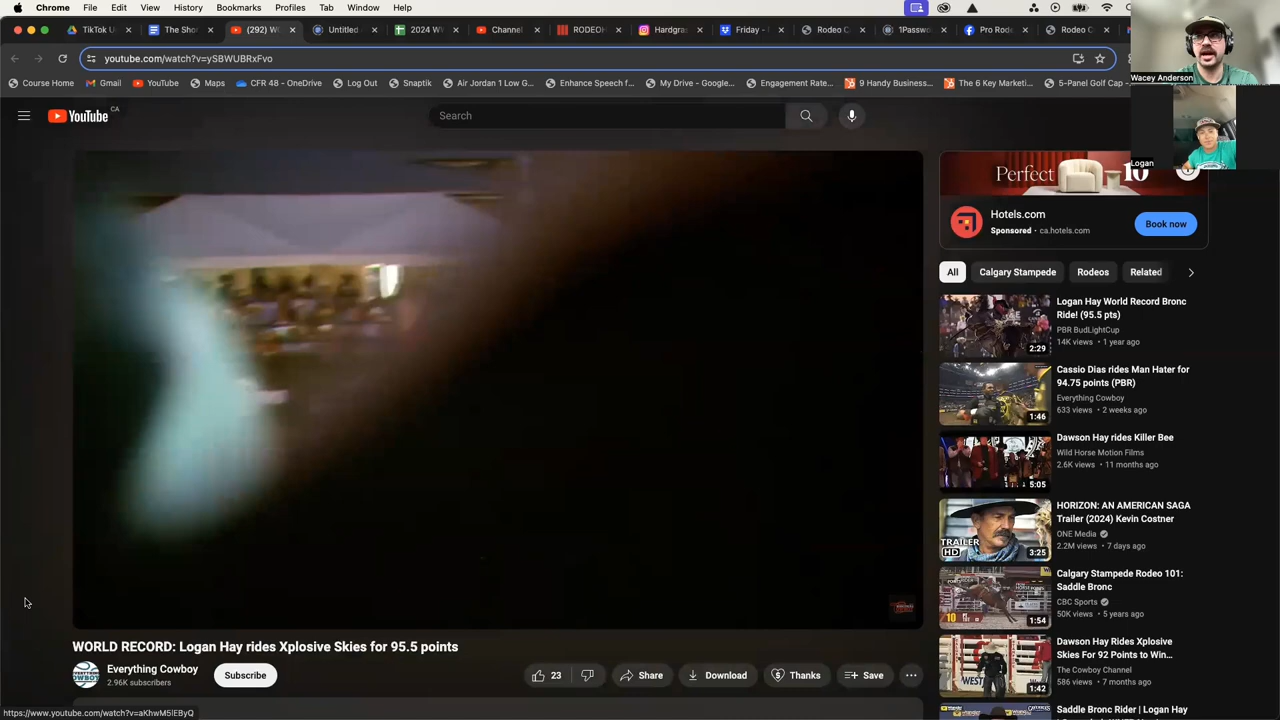 Chrome File Edit View History Bookmarks Profiles Tab Window Help
TikTok U The Sho (292) W Untitled 2024 W Channel RODEOH Hardgra Friday - Rodeo C 1Passwo Pro Rod Rodeo C
youtube.com/watch?v=ySBWUBRxFvo
Course Home Gmail YouTube Maps CFR 48 - OneDrive Log Out Snaptik Air Jordan 1 Low G... Enhance Speech f... My Drive - Google... Engagement Rate... 9 Handy Business... The 6 Key Marketi... 5-Panel Golf Cap -
Wacey Anderson
Logan
YouTube CA
Search
Perfect 10
Hotels.com
Sponsored • ca.hotels.com
Book now
All Calgary Stampede Rodeos Related
Logan Hay World Record Bronc
Ride! (95.5 pts)
PBR BudLightCup
14K views • 1 year ago
2:29
Cassio Dias rides Man Hater for
94.75 points (PBR)
Everything Cowboy
633 views • 2 weeks ago
1:46
Dawson Hay rides Killer Bee
Wild Horse Motion Films
2.6K views • 11 months ago
5:05
HORIZON: AN AMERICAN SAGA
Trailer (2024) Kevin Costner
ONE Media
2.2M views • 7 days ago
TRAILER
HD
3:25
Calgary Stampede Rodeo 101:
Saddle Bronc
CBC Sports
50K views • 5 years ago
10
1:54
Dawson Hay Rides Xplosive
Skies For 92 Points to Win...
The Cowboy Channel
586 views • 7 months ago
1:42
Saddle Bronc Rider | Logan Hay
WORLD RECORD: Logan Hay rides Xplosive Skies for 95.5 points
Everything Cowboy
2.96K subscribers
Subscribe
23
Share
Download
Thanks
Save
https://www.youtube.com/watch?v=aKhwM5lEByQ